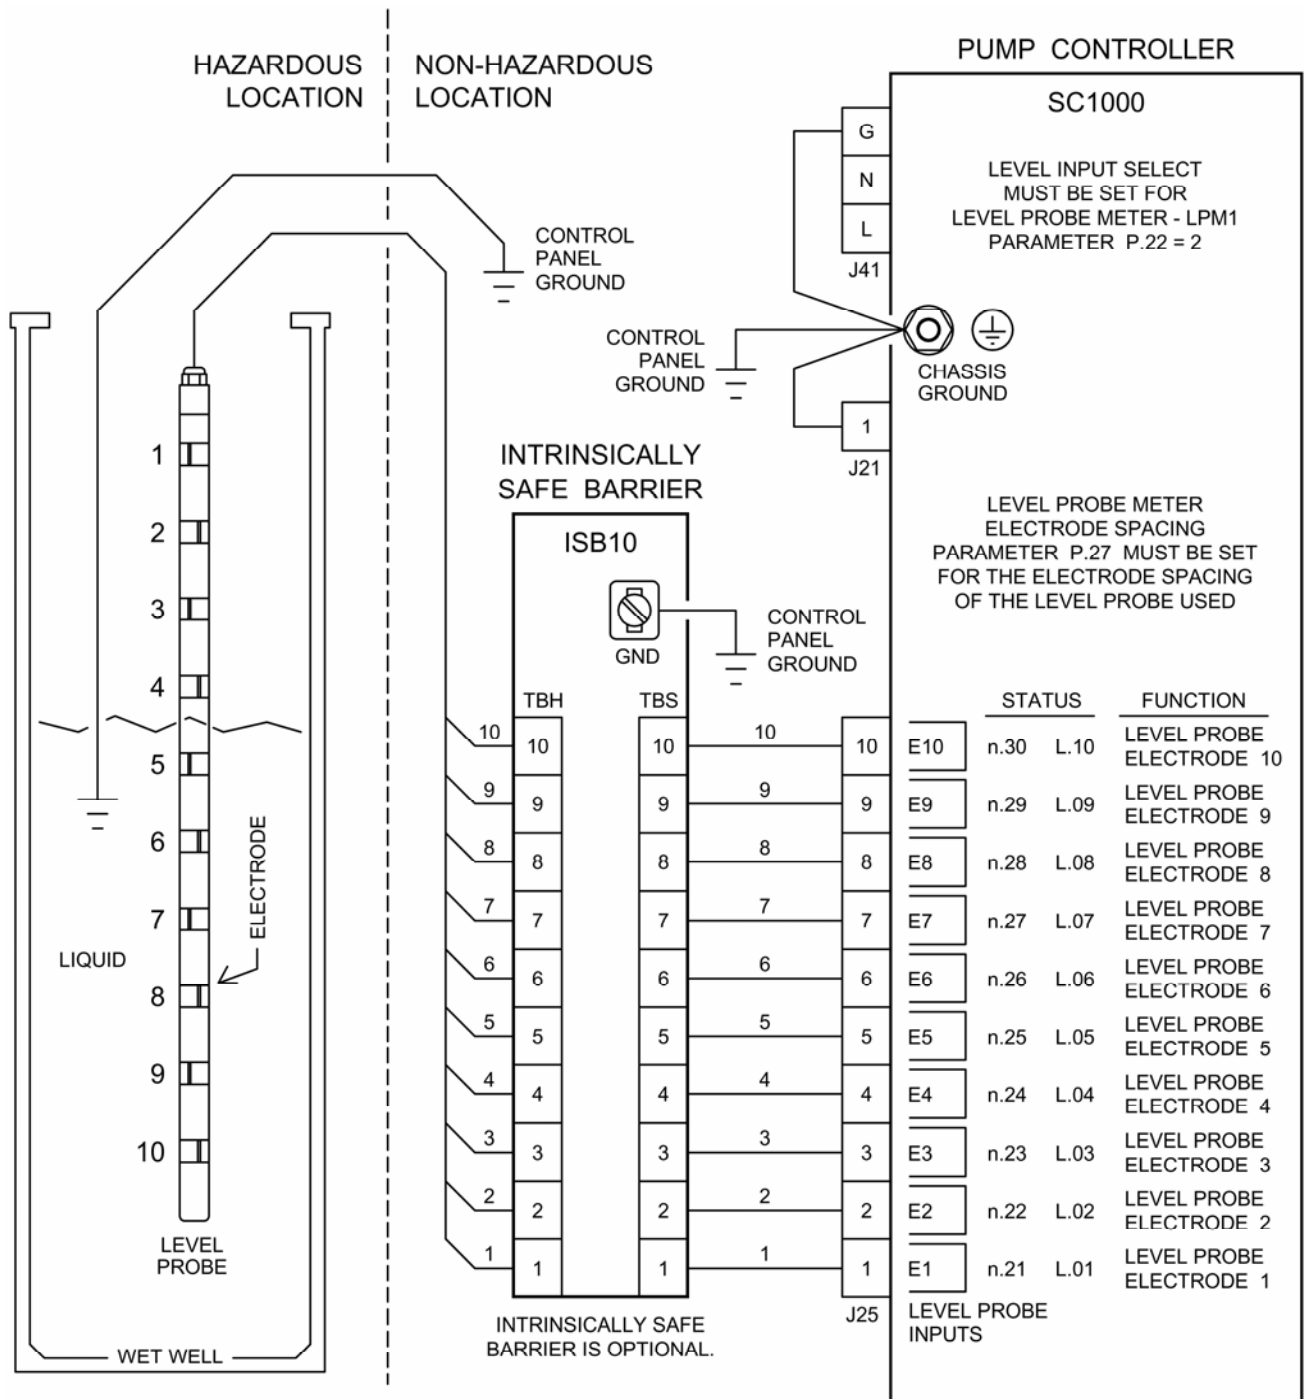 HAZARDOUS
LOCATION
NON-HAZARDOUS
LOCATION
PUMP CONTROLLER
SC1000
LEVEL INPUT SELECT
MUST BE SET FOR
LEVEL PROBE METER - LPM1
PARAMETER P.22 = 2
G
N
L
J41
CONTROL
PANEL
GROUND
CONTROL
PANEL
GROUND
CHASSIS
GROUND
1
J21
LEVEL PROBE METER
ELECTRODE SPACING
PARAMETER P.27 MUST BE SET
FOR THE ELECTRODE SPACING
OF THE LEVEL PROBE USED
1
2
3
4
5
6
7
8
9
10
ELECTRODE
LIQUID
LEVEL
PROBE
WET WELL
INTRINSICALLY
SAFE BARRIER
ISB10
GND
CONTROL
PANEL
GROUND
TBH TBS
STATUS FUNCTION
10 10 10 10 10 E10 n.30 L.10 LEVEL PROBE
ELECTRODE 10
9 9 9 9 9 E9 n.29 L.09 LEVEL PROBE
ELECTRODE 9
8 8 8 8 8 E8 n.28 L.08 LEVEL PROBE
ELECTRODE 8
7 7 7 7 7 E7 n.27 L.07 LEVEL PROBE
ELECTRODE 7
6 6 6 6 6 E6 n.26 L.06 LEVEL PROBE
ELECTRODE 6
5 5 5 5 5 E5 n.25 L.05 LEVEL PROBE
ELECTRODE 5
4 4 4 4 4 E4 n.24 L.04 LEVEL PROBE
ELECTRODE 4
3 3 3 3 3 E3 n.23 L.03 LEVEL PROBE
ELECTRODE 3
2 2 2 2 2 E2 n.22 L.02 LEVEL PROBE
ELECTRODE 2
1 1 1 1 1 E1 n.21 L.01 LEVEL PROBE
ELECTRODE 1
J25
LEVEL PROBE
INPUTS
INTRINSICALLY SAFE
BARRIER IS OPTIONAL.